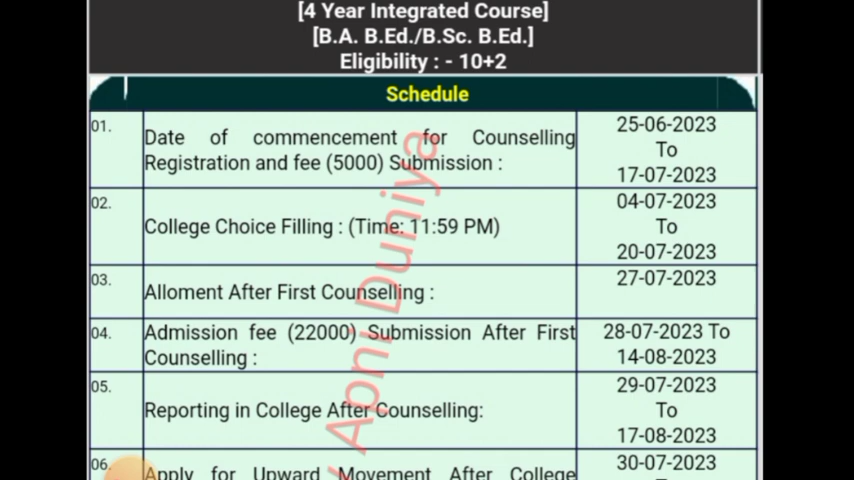 [4 Year Integrated Course]
[B.A. B.Ed./B.Sc. B.Ed.]
Eligibility : - 10+2
Schedule
01.
Date of commencement for Counselling
Registration and fee (5000) Submission :
25-06-2023
To
17-07-2023
02.
College Choice Filling : (Time: 11:59 PM)
04-07-2023
To
20-07-2023
03.
Alloment After First Counselling :
27-07-2023
04.
Admission fee (22000) Submission After First
Counselling :
28-07-2023 To
14-08-2023
05.
Reporting in College After Counselling:
29-07-2023
To
17-08-2023
06.
Apply for Upward Movement After College
30-07-2023
Apni Duniya